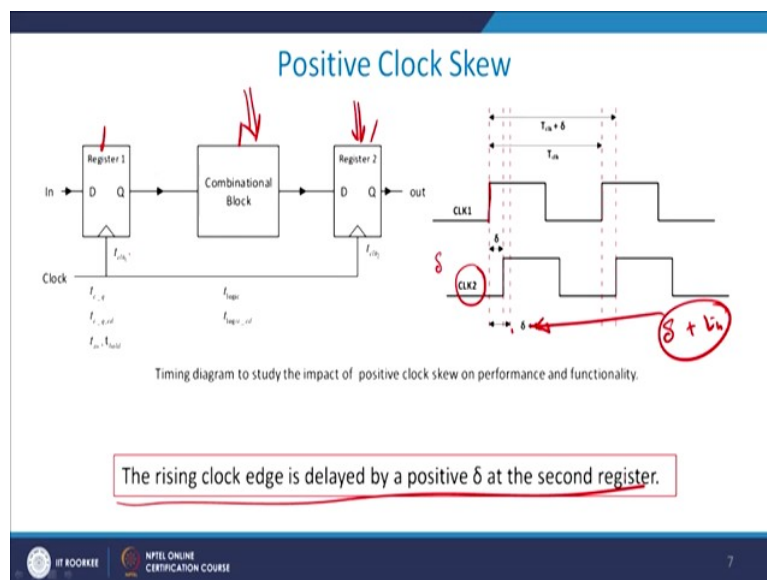 Positive Clock Skew
Register 1
D Q
In
Combinational
Block
Register 2
D Q
out
Clock
T_clk + δ
T_clk
CLK1
δ
δ
CLK2
δ
δ +
Timing diagram to study the impact of positive clock skew on performance and functionality.
The rising clock edge is delayed by a positive δ at the second register.
IIT ROORKEE
NPTEL ONLINE
CERTIFICATION COURSE
7